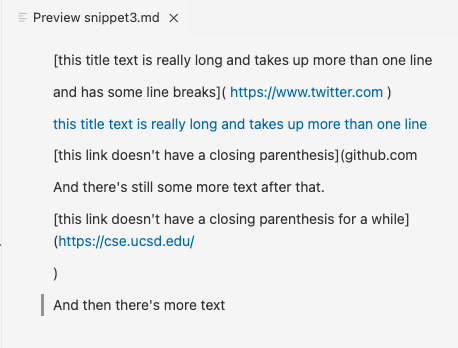 Preview snippet3.md
[this title text is really long and takes up more than one line
and has some line breaks]( https://www.twitter.com )
this title text is really long and takes up more than one line
[this link doesn't have a closing parenthesis](github.com
And there's still some more text after that.
[this link doesn't have a closing parenthesis for a while]
(https://cse.ucsd.edu/
)
And then there's more text